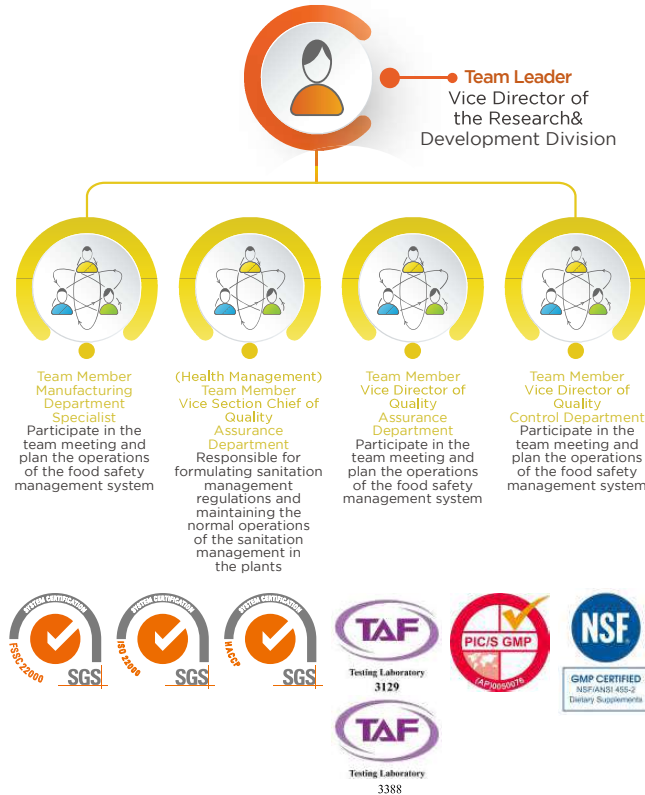 Team Leader
Vice Director of
the Research&
Development Division
Team Member
Manufacturing
Department
Specialist
Participate in the
team meeting and
plan the operations
of the food safety
management system
(Health Management)
Team Member
Vice Section Chief of
Quality
Assurance
Department
Responsible for
formulating sanitation
management
regulations and
maintaining the
normal operations
of the sanitation
management in
the plants
Team Member
Vice Director of
Quality
Assurance
Department
Participate in the
team meeting and
plan the operations
of the food safety
management system
Team Member
Vice Director of
Quality
Control Department
Participate in the
team meeting and
plan the operations
of the food safety
management system
SYSTEM CERTIFICATION
FSSC 22000
SGS
SYSTEM CERTIFICATION
ISO 22000
SGS
SYSTEM CERTIFICATION
HACCP
SGS
TAF
Testing Laboratory
3129
PIC/S GMP
(AP)0050076
NSF
GMP CERTIFIED
NSF/ANSI 455-2
Dietary Supplements
TAF
Testing Laboratory
3388